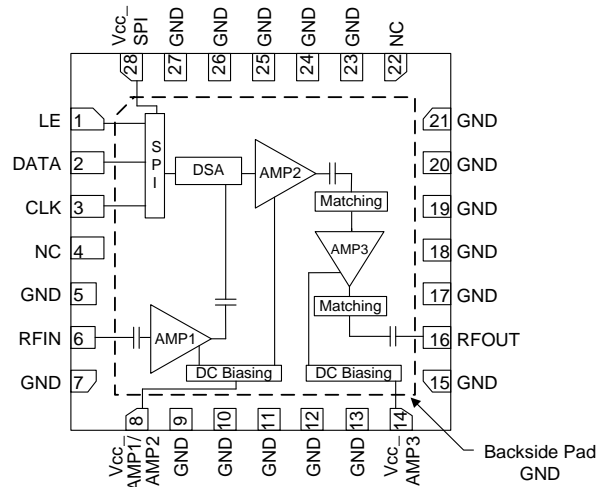 Vcc_
SPI
GND
GND
GND
GND
GND
NC
28
27
26
25
24
23
22
LE
1
DATA
2
CLK
3
NC
4
GND
5
RFIN
6
GND
7
SPI
DSA
AMP2
Matching
AMP3
Matching
AMP1
DC Biasing
DC Biasing
21
GND
20
GND
19
GND
18
GND
17
GND
16
RFOUT
15
GND
8
9
10
11
12
13
14
Vcc_
AMP1/
AMP2
GND
GND
GND
GND
GND
Vcc_
AMP3
Backside Pad
GND